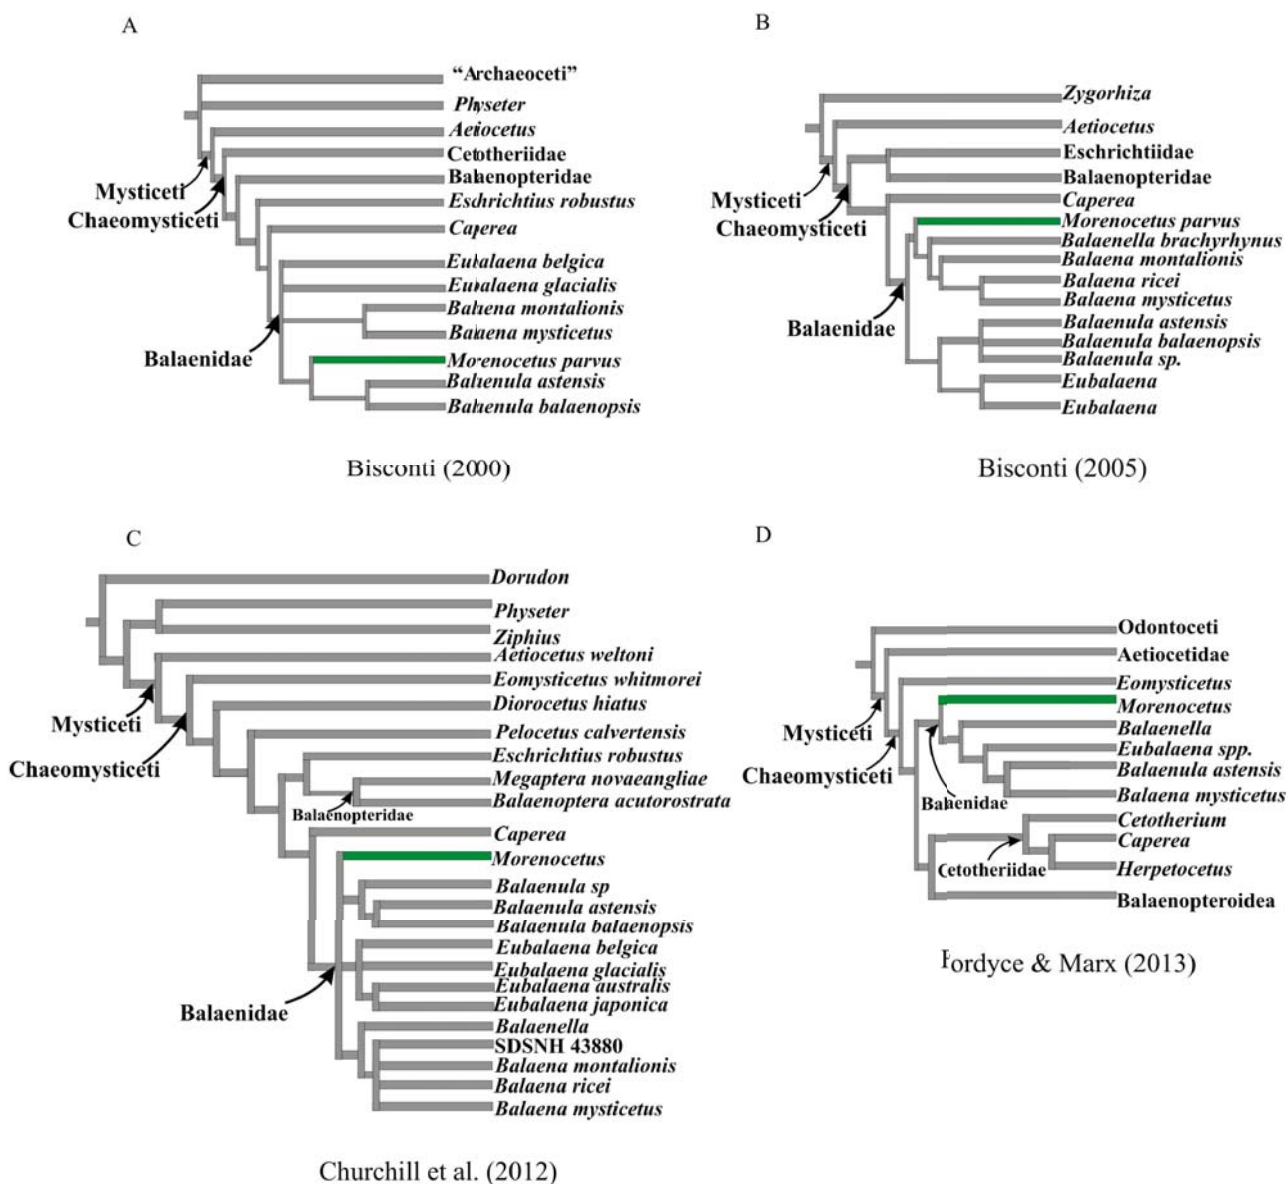 A
"Archaeoceti"
Physeter
Aetiocetus
Cetotheriidae
Balaenopteridae
Eschrichtius robustus
Caperea
Eubalaena belgica
Eubalaena glacialis
Balaena montalionis
Balaena mysticetus
Morenocetus parvus
Balaenula astensis
Balaenula balaenopsis
Mysticeti
Chaeomysticeti
Balaenidae
Bisconti (2000)
B
Zygorhiza
Aetiocetus
Eschrichtiidae
Balaenopteridae
Caperea
Morenocetus parvus
Balaenella brachyrhynus
Balaena montalionis
Balaena ricei
Balaena mysticetus
Balaenula astensis
Balaenula balaenopsis
Balaenula sp.
Eubalaena
Eubalaena
Mysticeti
Chaeomysticeti
Balaenidae
Bisconti (2005)
C
Dorudon
Physeter
Ziphius
Aetiocetus weltoni
Eomysticetus whitmorei
Diorocetus hiatus
Pelocetus calvertensis
Eschrichtius robustus
Megaptera novaeangliae
Balaenoptera acutorostrata
Caperea
Morenocetus
Balaenula sp
Balaenula astensis
Balaenula balaenopsis
Eubalaena belgica
Eubalaena glacialis
Eubalaena australis
Eubalaena japonica
Balaenella
SDSNH 43880
Balaena montalionis
Balaena ricei
Balaena mysticetus
Mysticeti
Chaeomysticeti
Balaenopteridae
Balaenidae
Churchill et al. (2012)
D
Odontoceti
Aetiocetidae
Eomysticetus
Morenocetus
Balaenella
Eubalaena spp.
Balaenula astensis
Balaena mysticetus
Cetotherium
Caperea
Herpetocetus
Balaenopteroidea
Mysticeti
Chaeomysticeti
Balaenidae
Cetotheriidae
Fordyce & Marx (2013)